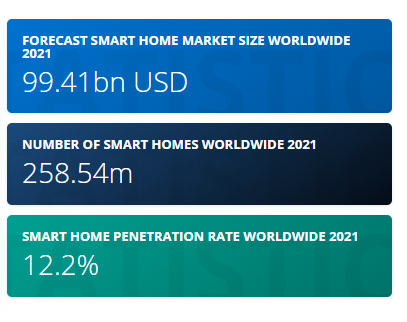 FORECAST SMART HOME MARKET SIZE WORLDWIDE
2021
99.41bn USD
NUMBER OF SMART HOMES WORLDWIDE 2021
258.54m
SMART HOME PENETRATION RATE WORLDWIDE 2021
12.2%